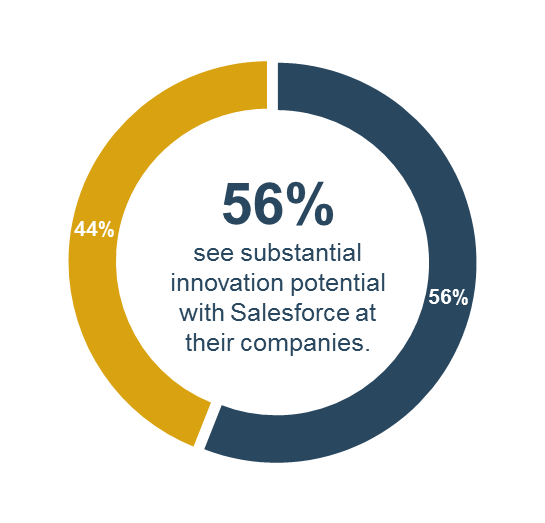 56%
see substantial
innovation potential
with Salesforce at
their companies.
44%
56%